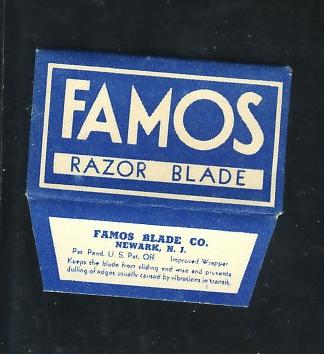 FAMOS
RAZOR BLADE
FAMOS BLADE CO.
NEWARK, N. J.
Pat. Pend. U. S. Pat. Off Improved Wrapper
Keeps the blade from sliding end wise and prevents
dulling of edges usually caused by vibrations in transit.